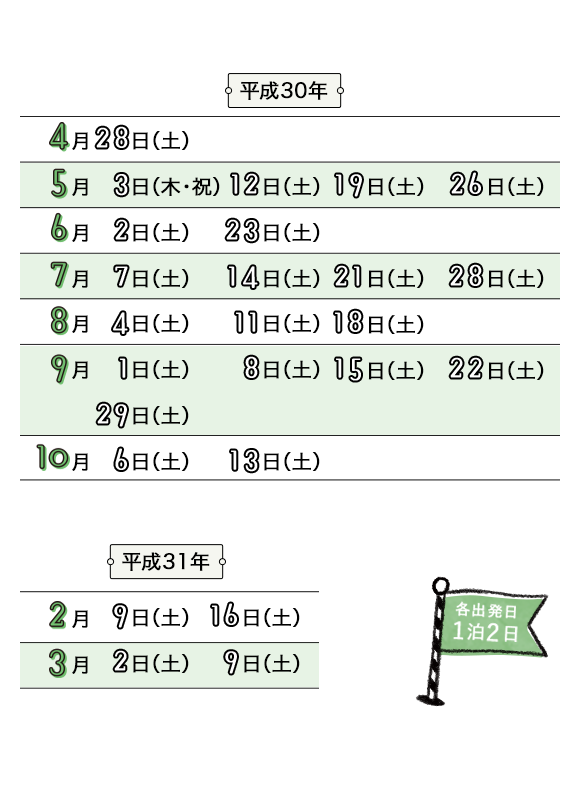 平成30年
4月28日(土)
5月 3日(木・祝) 12日(土) 19日(土) 26日(土)
6月 2日(土) 23日(土)
7月 7日(土) 14日(土) 21日(土) 28日(土)
8月 4日(土) 11日(土) 18日(土)
9月 1日(土) 8日(土) 15日(土) 22日(土)
29日(土)
10月 6日(土) 13日(土)
平成31年
2月 9日(土) 16日(土)
3月 2日(土) 9日(土)
各出発日
1泊2日